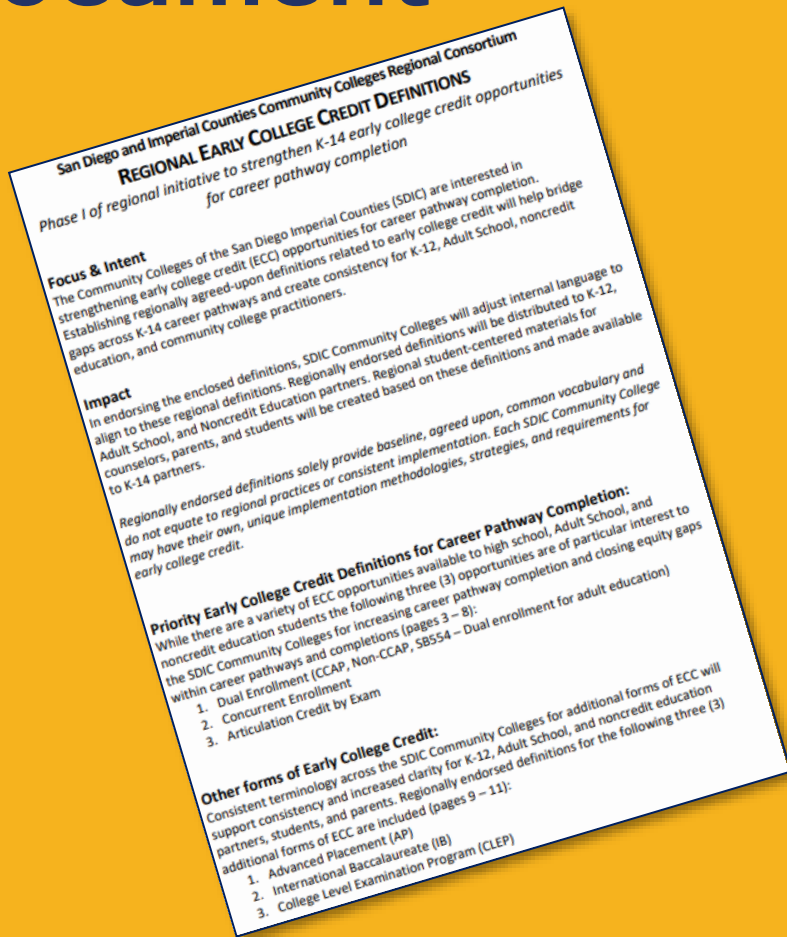 San Diego and Imperial Counties Community Colleges Regional Consortium
REGIONAL EARLY COLLEGE CREDIT DEFINITIONS
Phase I of regional initiative to strengthen K-14 early college credit opportunities
for career pathway completion
Focus & Intent
The Community Colleges of the San Diego Imperial Counties (SDIC) are interested in
strengthening early college credit (ECC) opportunities for career pathway completion.
Establishing regionally agreed-upon definitions related to early college credit will help bridge
gaps across K-14 career pathways and create consistency for K-12, Adult School, noncredit
education, and community college practitioners.
Impact
In endorsing the enclosed definitions, SDIC Community Colleges will adjust internal language to
align to these regional definitions. Regionally endorsed definitions will be distributed to K-12,
Adult School, and Noncredit Education partners. Regional student-centered materials for
counselors, parents, and students will be created based on these definitions and made available
to K-14 partners.
Regionally endorsed definitions solely provide baseline, agreed upon, common vocabulary and
do not equate to regional practices or consistent implementation. Each SDIC Community College
may have their own, unique implementation methodologies, strategies, and requirements for
early college credit.
Priority Early College Credit Definitions for Career Pathway Completion:
While there are a variety of ECC opportunities available to high school, Adult School, and
noncredit education students the following three (3) opportunities are of particular interest to
the SDIC Community Colleges for increasing career pathway completion and closing equity gaps
within career pathways and completions (pages 3 – 8):
1. Dual Enrollment (CCAP, Non-CCAP, SB554 – Dual enrollment for adult education)
2. Concurrent Enrollment
3. Articulation Credit by Exam
Other forms of Early College Credit:
Consistent terminology across the SDIC Community Colleges for additional forms of ECC will
support consistency and increased clarity for K-12, Adult School, and noncredit education
partners, students, and parents. Regionally endorsed definitions for the following three (3)
additional forms of ECC are included (pages 9 – 11):
1. Advanced Placement (AP)
2. International Baccalaureate (IB)
3. College Level Examination Program (CLEP)